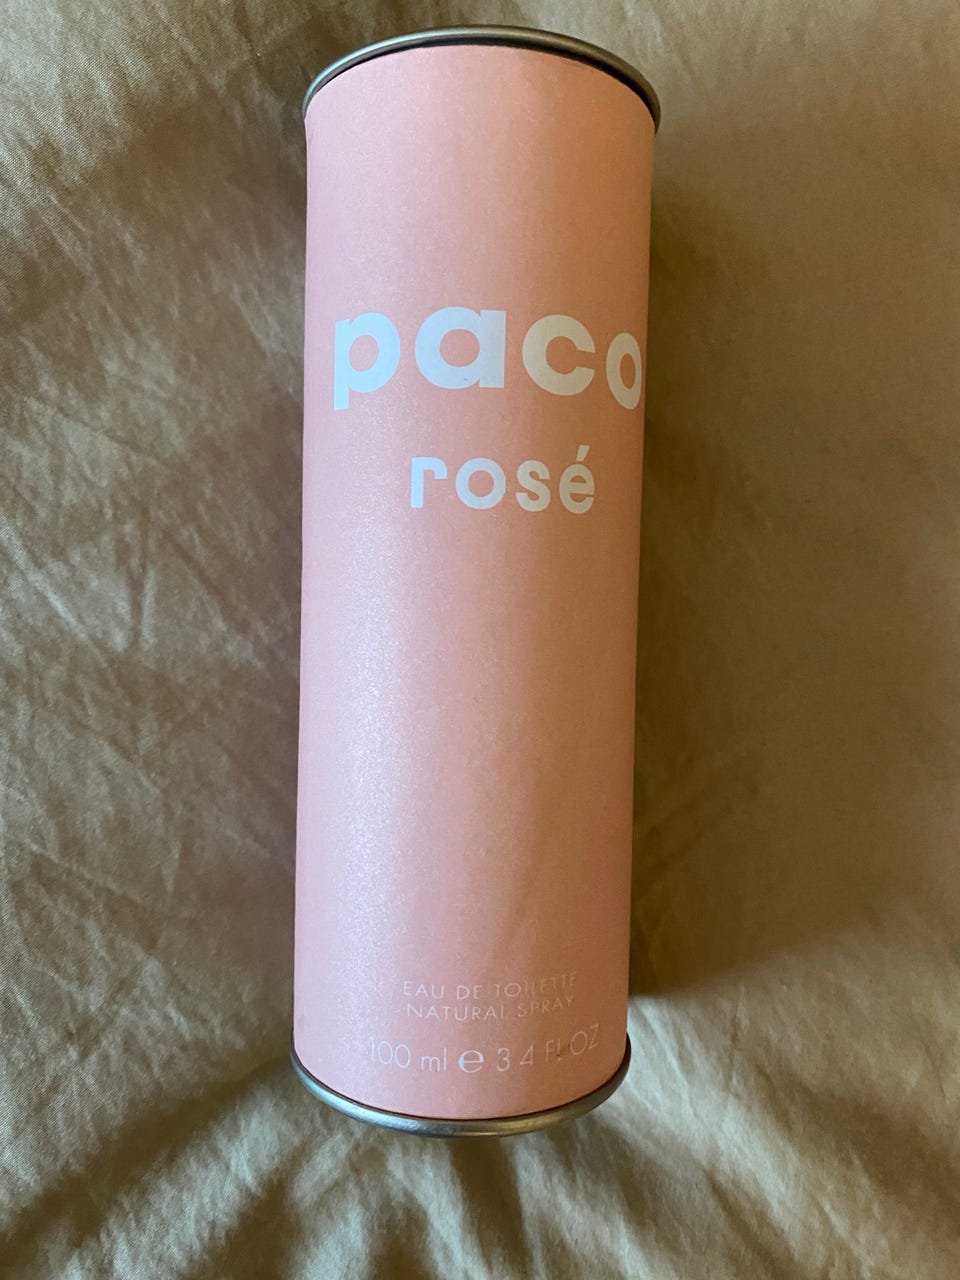 paco
rosé
EAU DE TOILETTE
NATURAL SPRAY
100 ml ℮ 3.4 FL.OZ